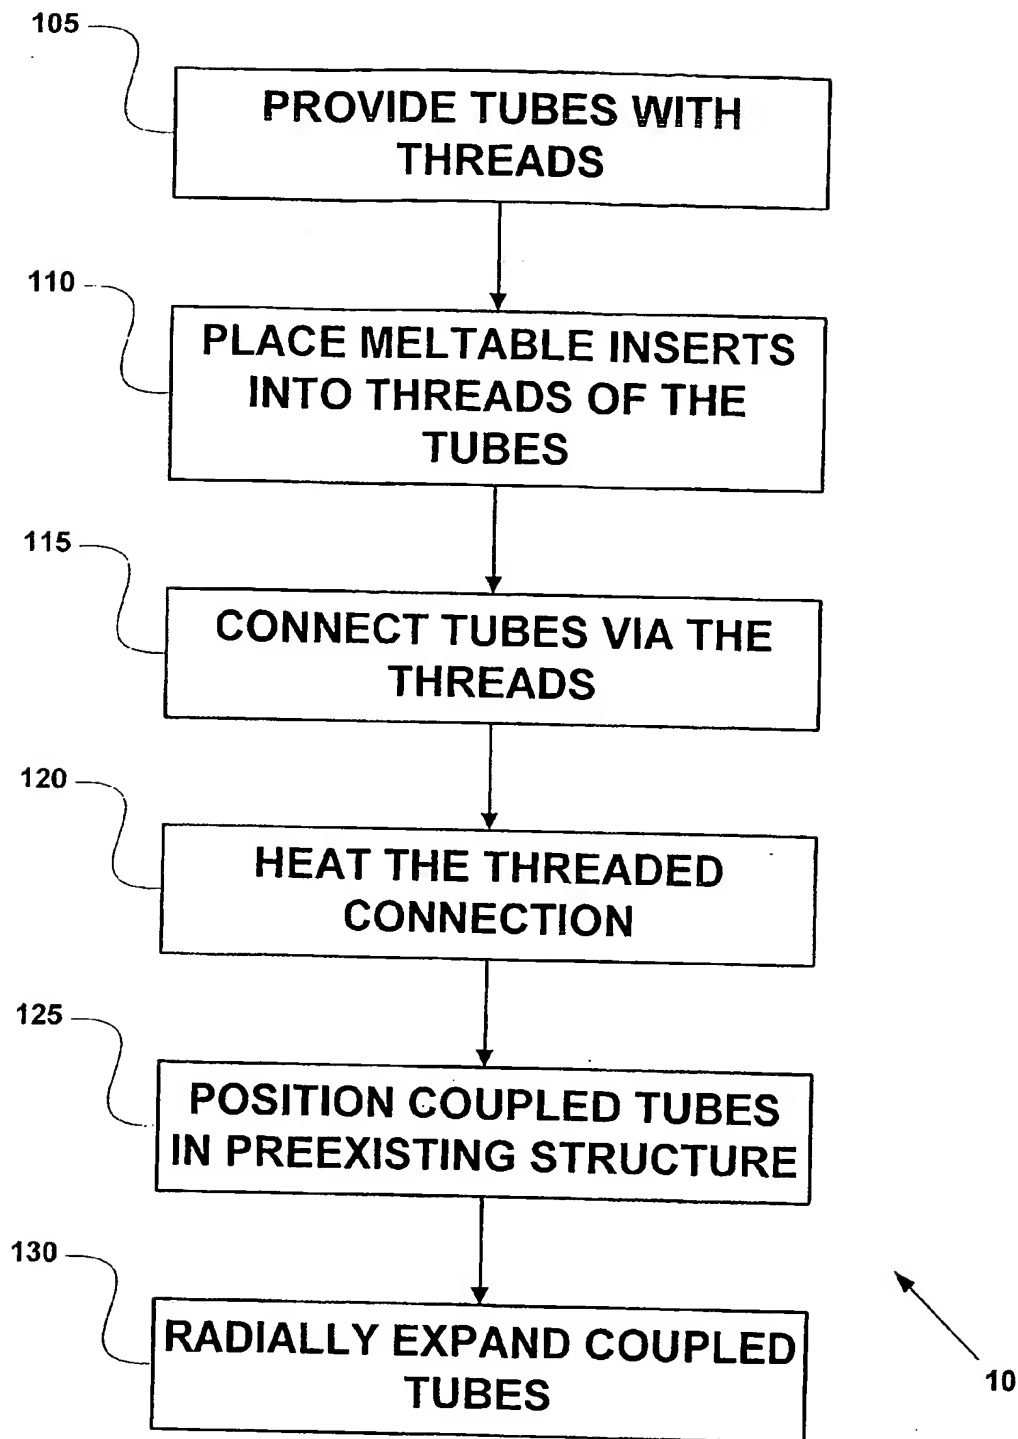 105
PROVIDE TUBES WITH
THREADS
110
PLACE MELTABLE INSERTS
INTO THREADS OF THE
TUBES
115
CONNECT TUBES VIA THE
THREADS
120
HEAT THE THREADED
CONNECTION
125
POSITION COUPLED TUBES
IN PREEXISTING STRUCTURE
130
RADIALLY EXPAND COUPLED
TUBES
10